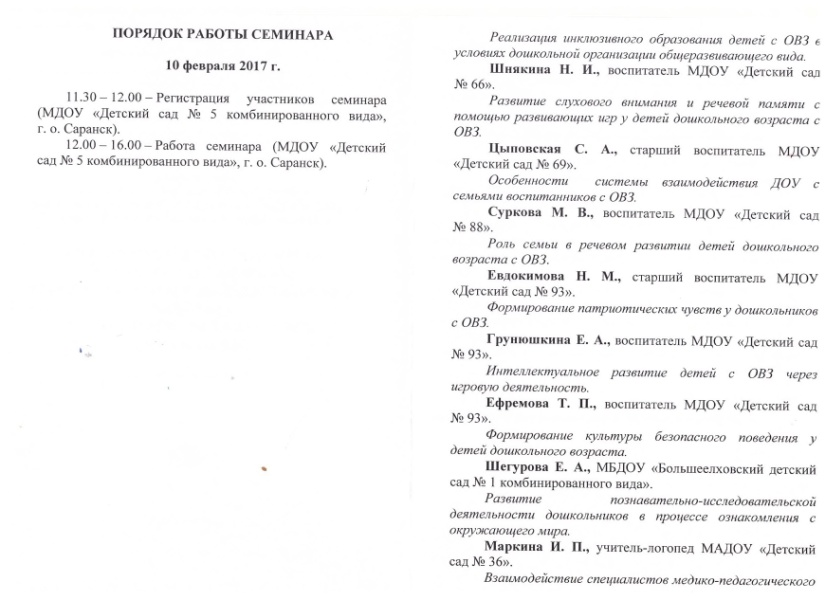 ПОРЯДОК РАБОТЫ СЕМИНАРА
10 февраля 2017 г.
11.30 – 12.00 – Регистрация участников семинара
(МДОУ «Детский сад № 5 комбинированного вида»,
г. о. Саранск).
12.00 – 16.00 – Работа семинара (МДОУ «Детский
сад № 5 комбинированного вида», г. о. Саранск).
Реализация инклюзивного образования детей с ОВЗ в
условиях дошкольной организации общеразвивающего вида.
Шнякина Н. И., воспитатель МДОУ «Детский сад
№ 66».
Развитие слухового внимания и речевой памяти с
помощью развивающих игр у детей дошкольного возраста с
ОВЗ.
Цыповская С. А., старший воспитатель МДОУ
«Детский сад № 69».
Особенности системы взаимодействия ДОУ с
семьями воспитанников с ОВЗ.
Суркова М. В., воспитатель МДОУ «Детский сад
№ 88».
Роль семьи в речевом развитии детей дошкольного
возраста с ОВЗ.
Евдокимова Н. М., старший воспитатель МДОУ
«Детский сад № 93».
Формирование патриотических чувств у дошкольников
с ОВЗ.
Грунюшкина Е. А., воспитатель МДОУ «Детский сад
№ 93».
Интеллектуальное развитие детей с ОВЗ через
игровую деятельность.
Ефремова Т. П., воспитатель МДОУ «Детский сад
№ 93».
Формирование культуры безопасного поведения у
детей дошкольного возраста.
Шегурова Е. А., МБДОУ «Большеелховский детский
сад № 1 комбинированного вида».
Развитие познавательно-исследовательской
деятельности дошкольников в процессе ознакомления с
окружающего мира.
Маркина И. П., учитель-логопед МАДОУ «Детский
сад № 36».
Взаимодействие специалистов медико-педагогического